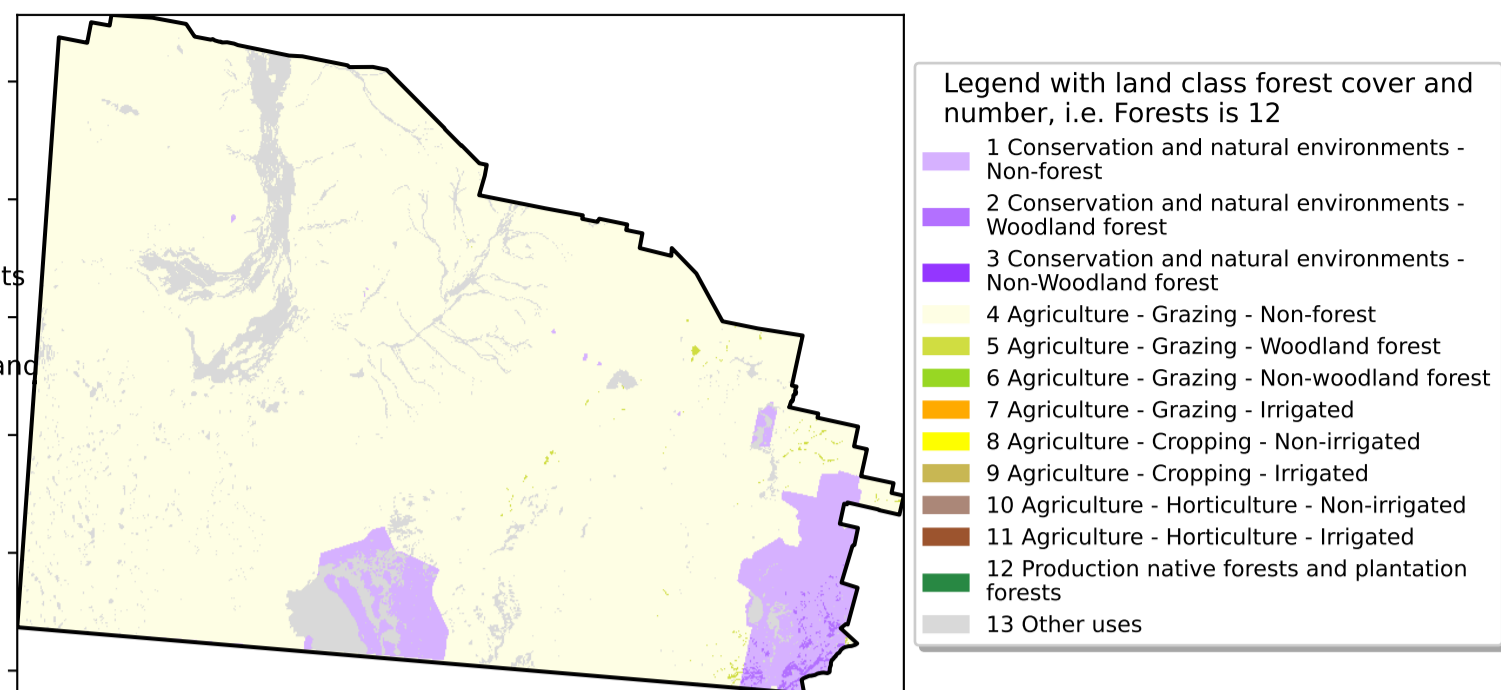 ts
and
Legend with land class forest cover and
number, i.e. Forests is 12
1 Conservation and natural environments -
Non-forest
2 Conservation and natural environments -
Woodland forest
3 Conservation and natural environments -
Non-Woodland forest
4 Agriculture - Grazing - Non-forest
5 Agriculture - Grazing - Woodland forest
6 Agriculture - Grazing - Non-woodland forest
7 Agriculture - Grazing - Irrigated
8 Agriculture - Cropping - Non-irrigated
9 Agriculture - Cropping - Irrigated
10 Agriculture - Horticulture - Non-irrigated
11 Agriculture - Horticulture - Irrigated
12 Production native forests and plantation
forests
13 Other uses